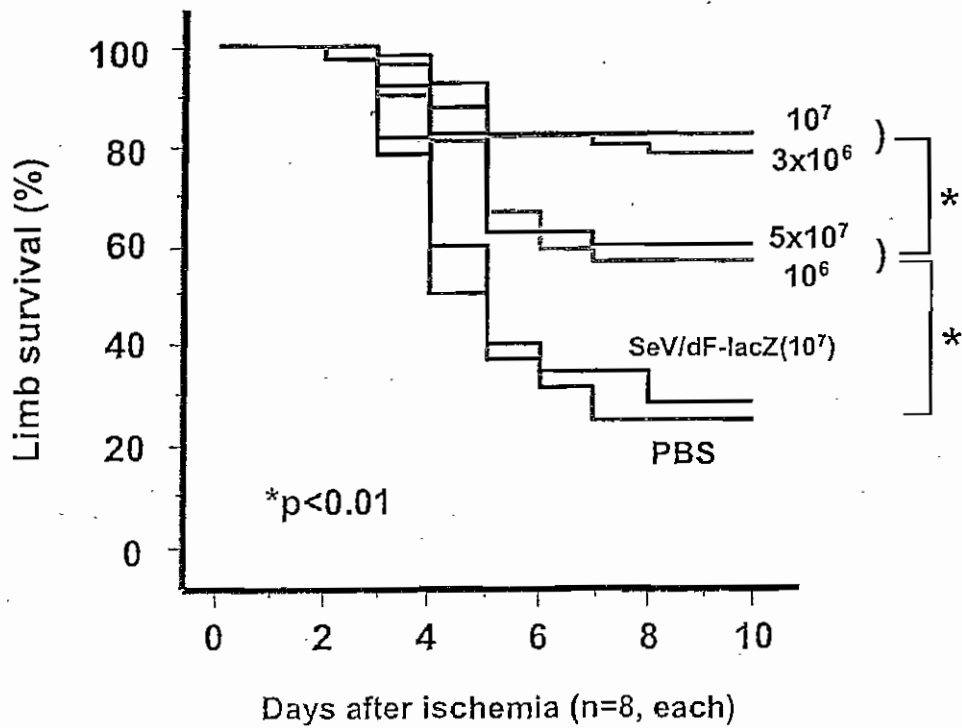 Limb survival (%)
100
80
60
40
20
0
10⁷
3x10⁶
5x10⁷
10⁶
SeV/dF-lacZ(10⁷)
PBS
*
*
*p<0.01
0 2 4 6 8 10
Days after ischemia (n=8, each)